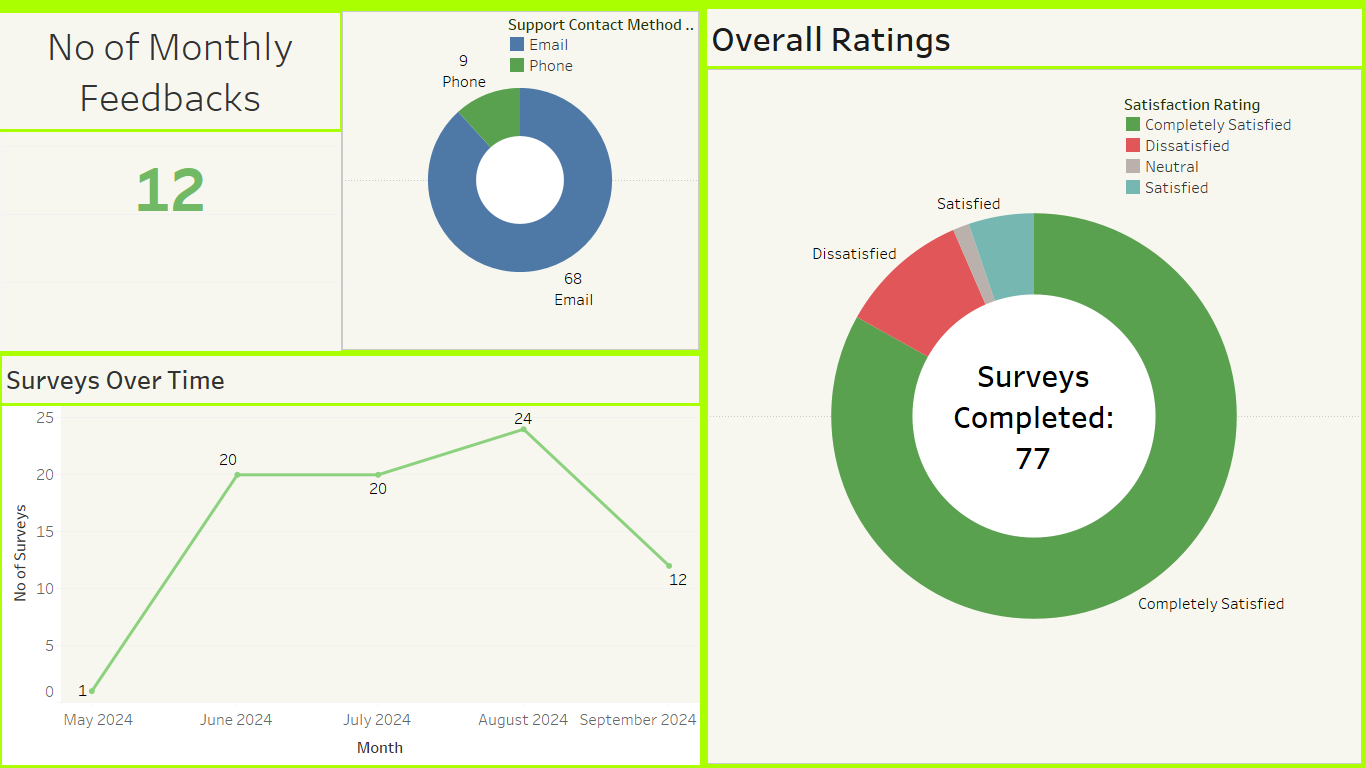 No of Monthly
Feedbacks
12
Support Contact Method ..
Email
Phone
9
Phone
68
Email
Surveys Over Time
25
20
15
10
5
0
No of Surveys
1
20
20
24
12
May 2024
June 2024
July 2024
August 2024
September 2024
Month
Overall Ratings
Satisfaction Rating
Completely Satisfied
Dissatisfied
Neutral
Satisfied
Satisfied
Dissatisfied
Surveys
Completed:
77
Completely Satisfied